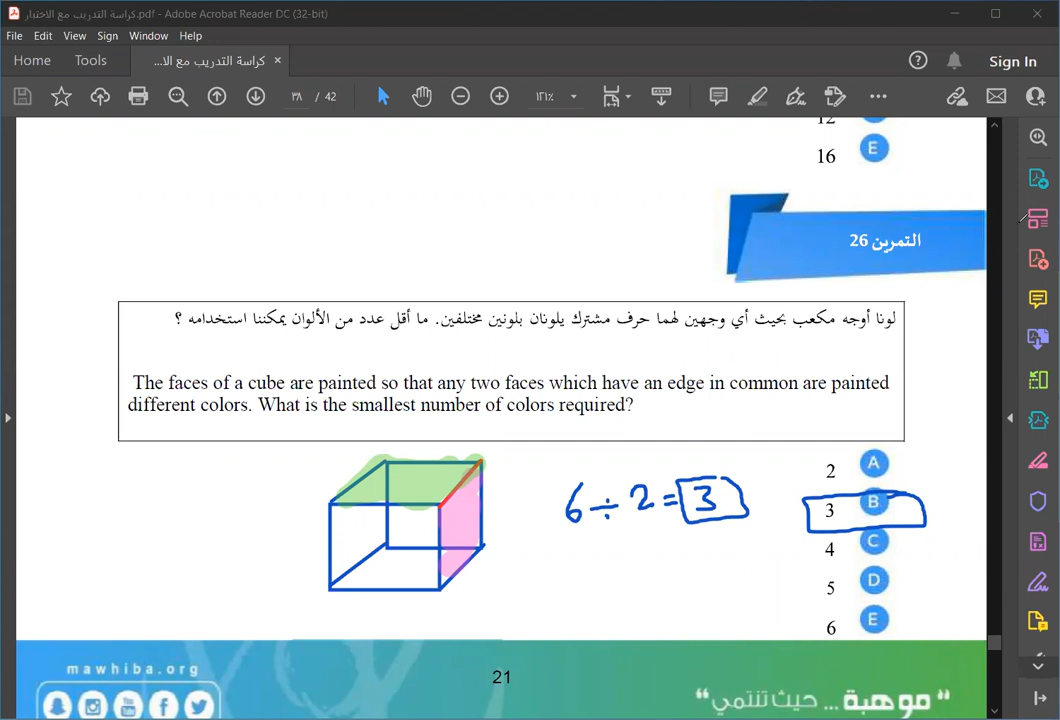 كراسة التدريب مع الاختبار.pdf - Adobe Acrobat Reader DC (32-bit)
File Edit View Sign Window Help
Home Tools كراسة التدريب مع الا... × Sign In
٣٨ / 42 ١٢١٪
12
16 E
التمرين 26
لونا أوجه مكعب بحيث أي وجهين لهما حرف مشترك يلونان بلونين مختلفين. ما أقل عدد من الألوان يمكننا استخدامه ؟
The faces of a cube are painted so that any two faces which have an edge in common are painted
different colors. What is the smallest number of colors required?
2 A
6 ÷ 2 = 3
3 B
4 C
5 D
6 E
mawhiba.org
21
"موهبة ... حيث تنتمي"